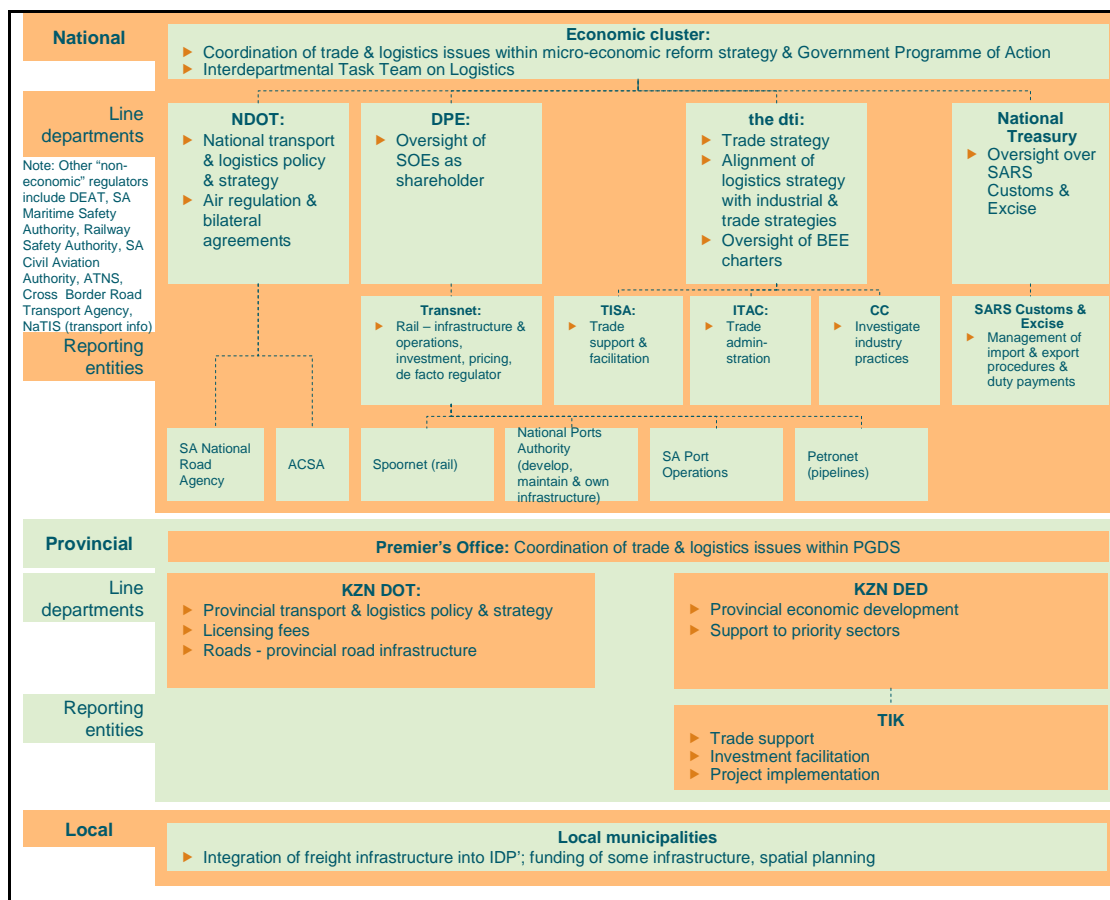 National
Economic cluster:
► Coordination of trade & logistics issues within micro-economic reform strategy & Government Programme of Action
► Interdepartmental Task Team on Logistics
Line
departments
Note: Other “non-
economic” regulators
include DEAT, SA
Maritime Safety
Authority, Railway
Safety Authority, SA
Civil Aviation
Authority, ATNS,
Cross Border Road
Transport Agency,
NaTIS (transport info)
NDOT:
► National transport
& logistics policy
& strategy
► Air regulation &
bilateral
agreements
DPE:
► Oversight of
SOEs as
shareholder
the dti:
► Trade strategy
► Alignment of
logistics strategy
with industrial &
trade strategies
► Oversight of BEE
charters
National
Treasury
► Oversight over
SARS
Customs &
Excise
Reporting
entities
Transnet:
► Rail – infrastructure &
operations,
investment, pricing,
de facto regulator
TISA:
► Trade
support &
facilitation
ITAC:
► Trade
admin-
stration
CC
► Investigate
industry
practices
SARS Customs &
Excise
► Management of
import & export
procedures &
duty payments
SA National
Road
Agency
ACSA
Spoornet (rail)
National Ports
Authority
(develop,
maintain & own
infrastructure)
SA Port
Operations
Petronet
(pipelines)
Provincial
Premier’s Office: Coordination of trade & logistics issues within PGDS
Line
departments
KZN DOT:
► Provincial transport & logistics policy & strategy
► Licensing fees
► Roads - provincial road infrastructure
KZN DED
► Provincial economic development
► Support to priority sectors
Reporting
entities
TIK
► Trade support
► Investment facilitation
► Project implementation
Local
Local municipalities
► Integration of freight infrastructure into IDP’; funding of some infrastructure, spatial planning